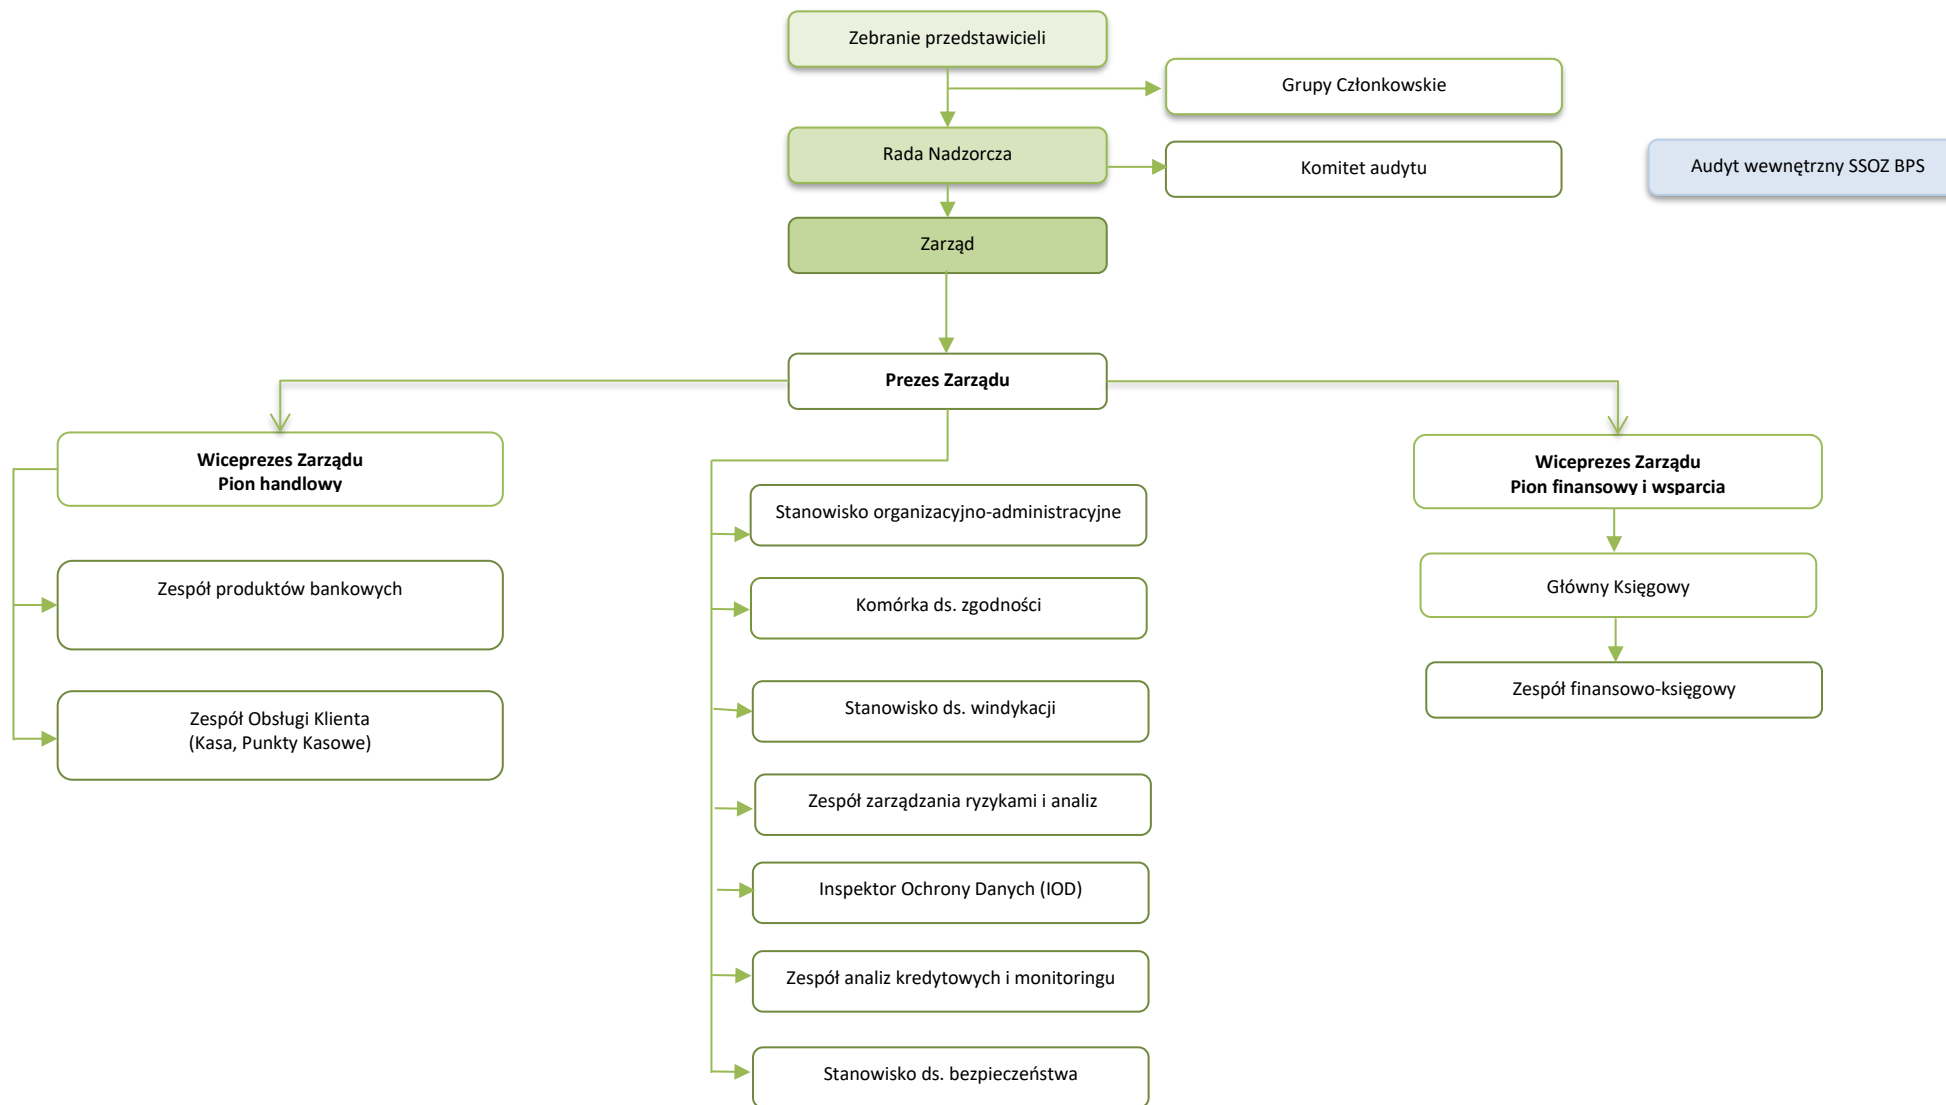 Zebranie przedstawicieli
Grupy Członkowskie
Rada Nadzorcza
Komitet audytu
Audyt wewnętrzny SSOZ BPS
Zarząd
Prezes Zarządu
Wiceprezes Zarządu
Pion handlowy
Zespół produktów bankowych
Zespół Obsługi Klienta
(Kasa, Punkty Kasowe)
Stanowisko organizacyjno-administracyjne
Komórka ds. zgodności
Stanowisko ds. windykacji
Zespół zarządzania ryzykami i analiz
Inspektor Ochrony Danych (IOD)
Zespół analiz kredytowych i monitoringu
Stanowisko ds. bezpieczeństwa
Wiceprezes Zarządu
Pion finansowy i wsparcia
Główny Księgowy
Zespół finansowo-księgowy